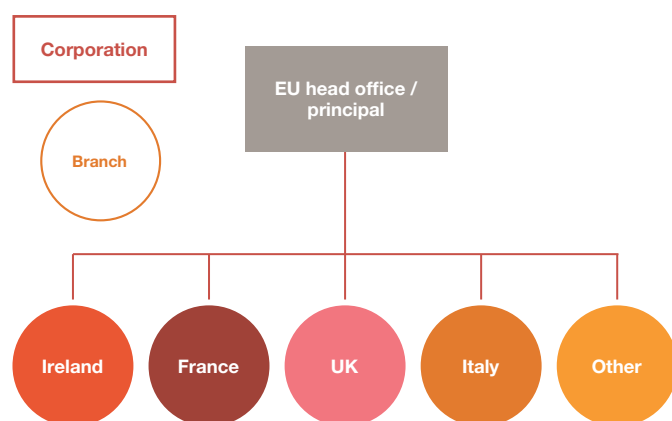 Corporation
EU head office /
principal
Branch
Ireland
France
UK
Italy
Other